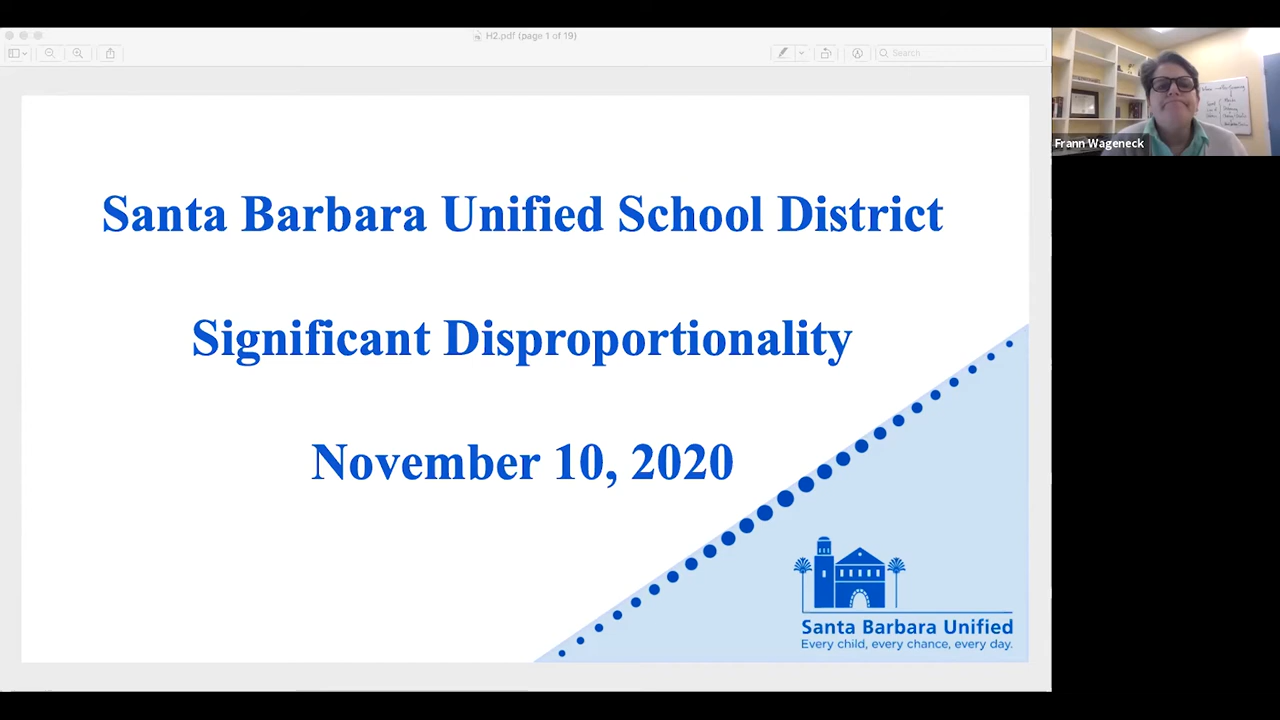 H2.pdf (page 1 of 19)
Search
Santa Barbara Unified School District
Significant Disproportionality
November 10, 2020
Santa Barbara Unified
Every child, every chance, every day.
Frann Wageneck